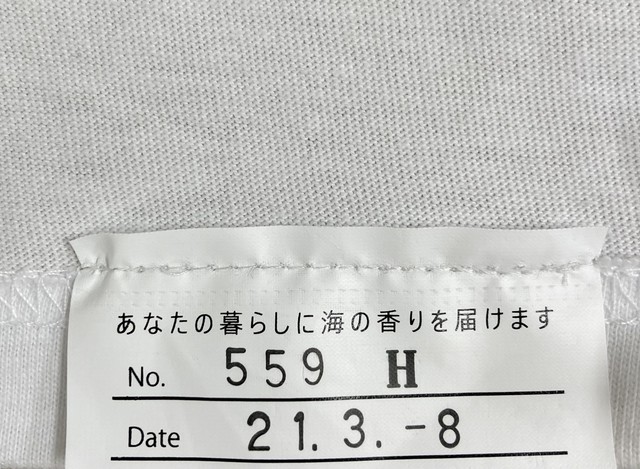 あなたの暮らしに海の香りを届けます
No. 559 H
Date 21. 3. -8